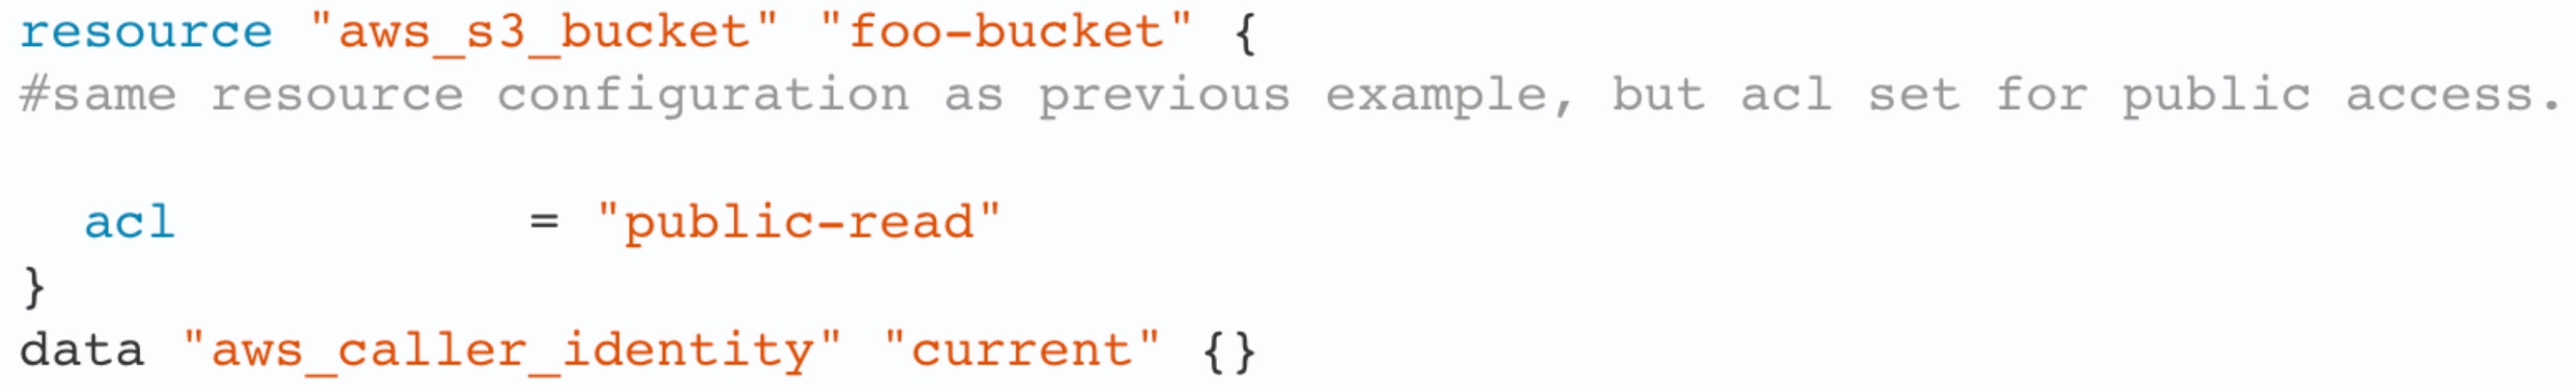 resource "aws_s3_bucket" "foo-bucket" {
#same resource configuration as previous example, but acl set for public access.
  acl           = "public-read"
}
data "aws_caller_identity" "current" {}